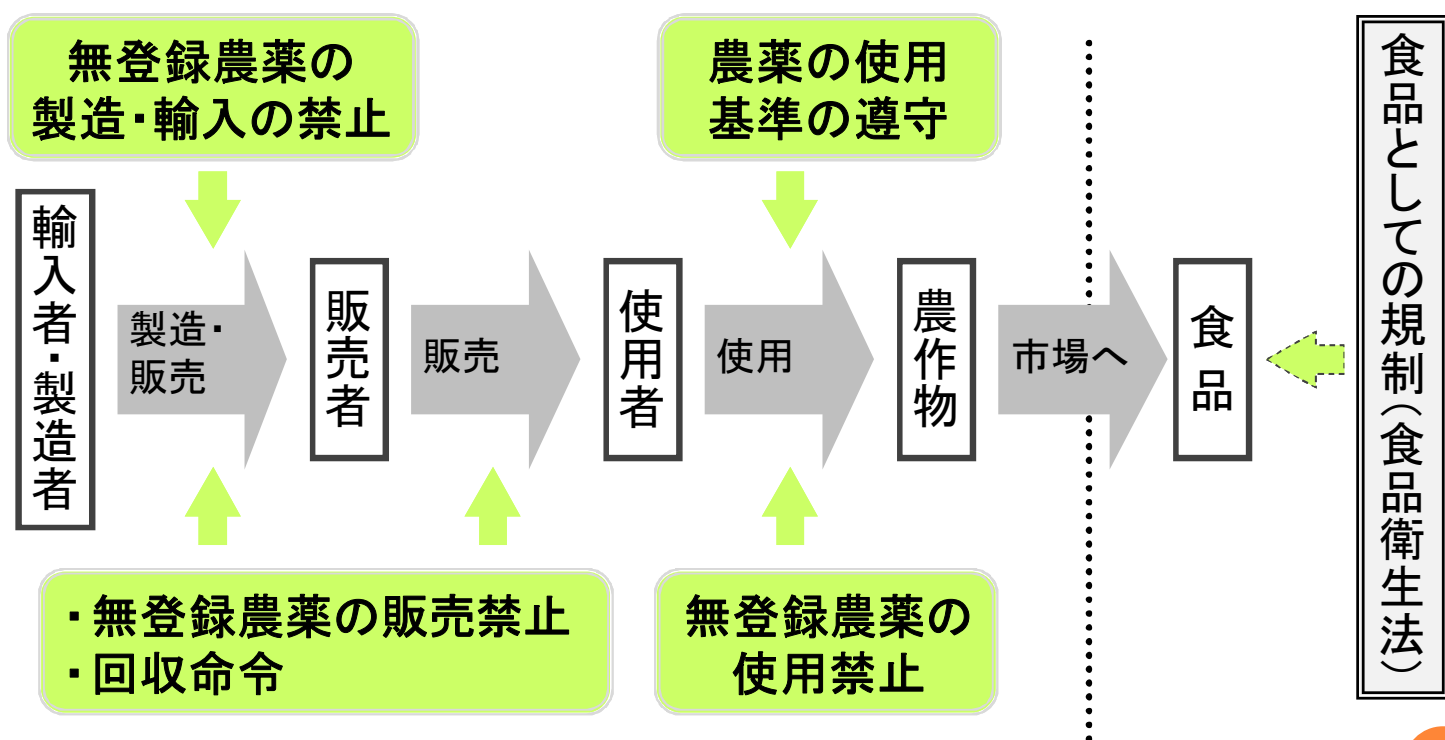 無登録農薬の
製造・輸入の禁止
農薬の使用
基準の遵守
輸入者・製造者
製造・
販売
販売者
販売
使用者
使用
農作物
市場へ
食品
食品としての規制（食品衛生法）
・無登録農薬の販売禁止
・回収命令
無登録農薬の
使用禁止